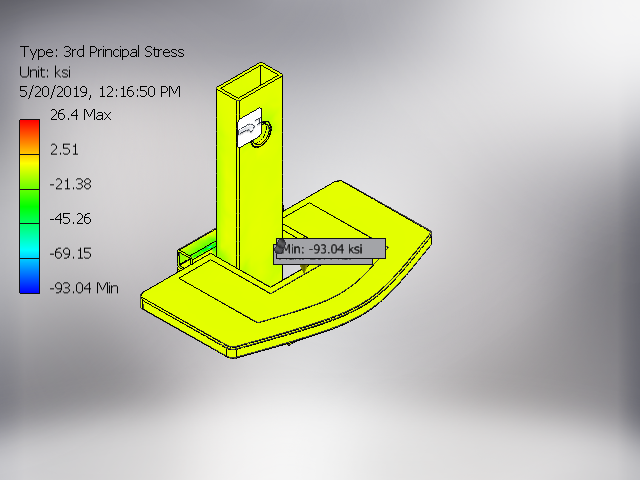 Type: 3rd Principal Stress
Unit: ksi
5/20/2019, 12:16:50 PM
26.4 Max
2.51
-21.38
-45.26
-69.15
-93.04 Min
Min: -93.04 ksi